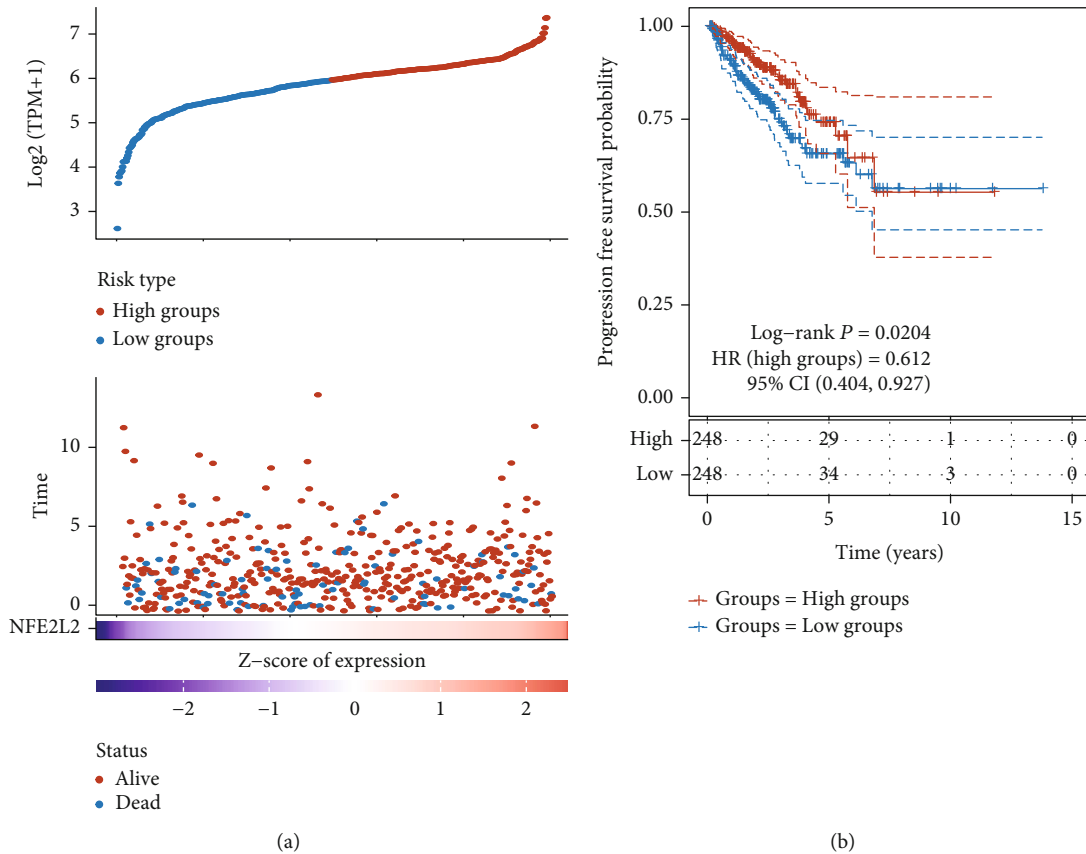 7
6
5
4
3
Log2 (TPM+1)
Risk type
High groups
Low groups
10
5
0
Time
NFE2L2
Z−score of expression
−2 −1 0 1 2
Status
Alive
Dead
(a)
1.00
0.75
0.50
0.25
0.00
Progression free survival probability
Log−rank P = 0.0204
HR (high groups) = 0.612
95% CI (0.404, 0.927)
High 248 29 1 0
Low 248 34 3 0
0 5 10 15
Time (years)
Groups = High groups
Groups = Low groups
(b)